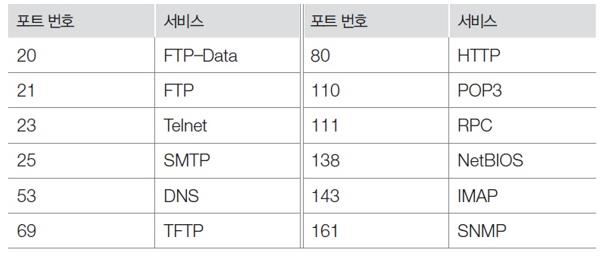 포트 번호 서비스 포트 번호 서비스
20 FTP–Data 80 HTTP
21 FTP 110 POP3
23 Telnet 111 RPC
25 SMTP 138 NetBIOS
53 DNS 143 IMAP
69 TFTP 161 SNMP